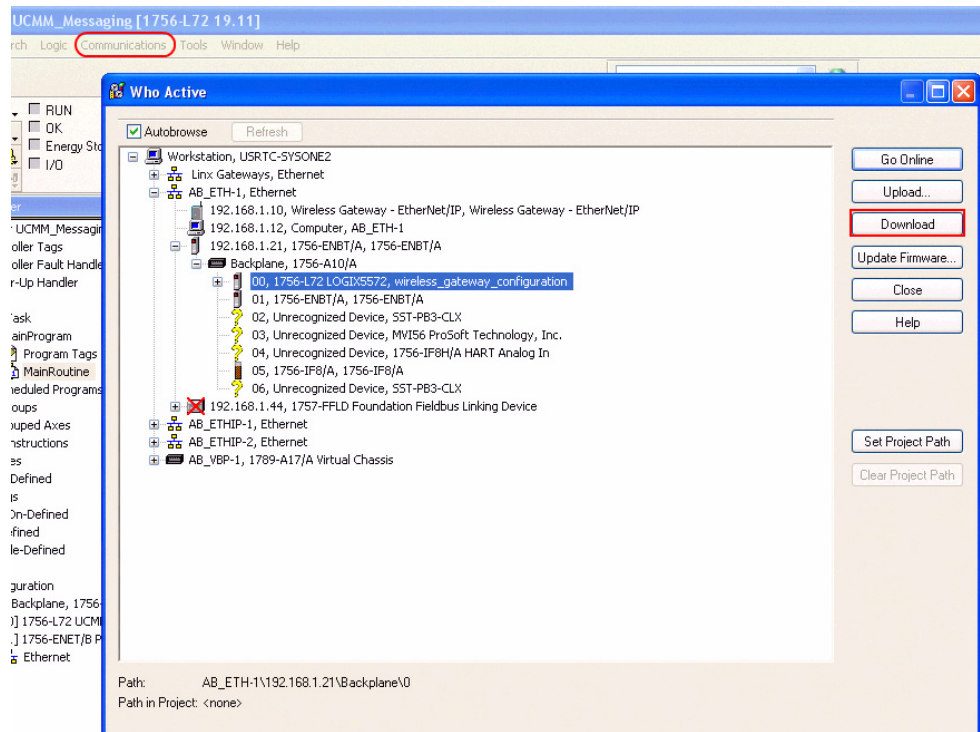 UCMM_Messaging [1756-L72 19.11]
rch Logic Communications Tools Window Help
RUN
OK
Energy Sto
I/O
er
UCMM_Messagin
oller Tags
oller Fault Handle
r-Up Handler
Task
ainProgram
Program Tags
MainRoutine
heduled Programs
oups
ouped Axes
nstructions
es
Defined
gs
On-Defined
efined
le-Defined
guration
Backplane, 1756-
0] 1756-L72 UCMM
.] 1756-ENET/B P
Ethernet
Who Active
Autobrowse Refresh
Workstation, USRTC-SYSONE2
Linx Gateways, Ethernet
AB_ETH-1, Ethernet
192.168.1.10, Wireless Gateway - EtherNet/IP, Wireless Gateway - EtherNet/IP
192.168.1.12, Computer, AB_ETH-1
192.168.1.21, 1756-ENBT/A, 1756-ENBT/A
Backplane, 1756-A10/A
00, 1756-L72 LOGIX5572, wireless_gateway_configuration
01, 1756-ENBT/A, 1756-ENBT/A
02, Unrecognized Device, SST-PB3-CLX
03, Unrecognized Device, MVI56 ProSoft Technology, Inc.
04, Unrecognized Device, 1756-IF8H/A HART Analog In
05, 1756-IF8/A, 1756-IF8/A
06, Unrecognized Device, SST-PB3-CLX
192.168.1.44, 1757-FFLD Foundation Fieldbus Linking Device
AB_ETHIP-1, Ethernet
AB_ETHIP-2, Ethernet
AB_VBP-1, 1789-A17/A Virtual Chassis
Go Online
Upload...
Download
Update Firmware...
Close
Help
Set Project Path
Clear Project Path
Path: AB_ETH-1\192.168.1.21\Backplane\0
Path in Project: <none>